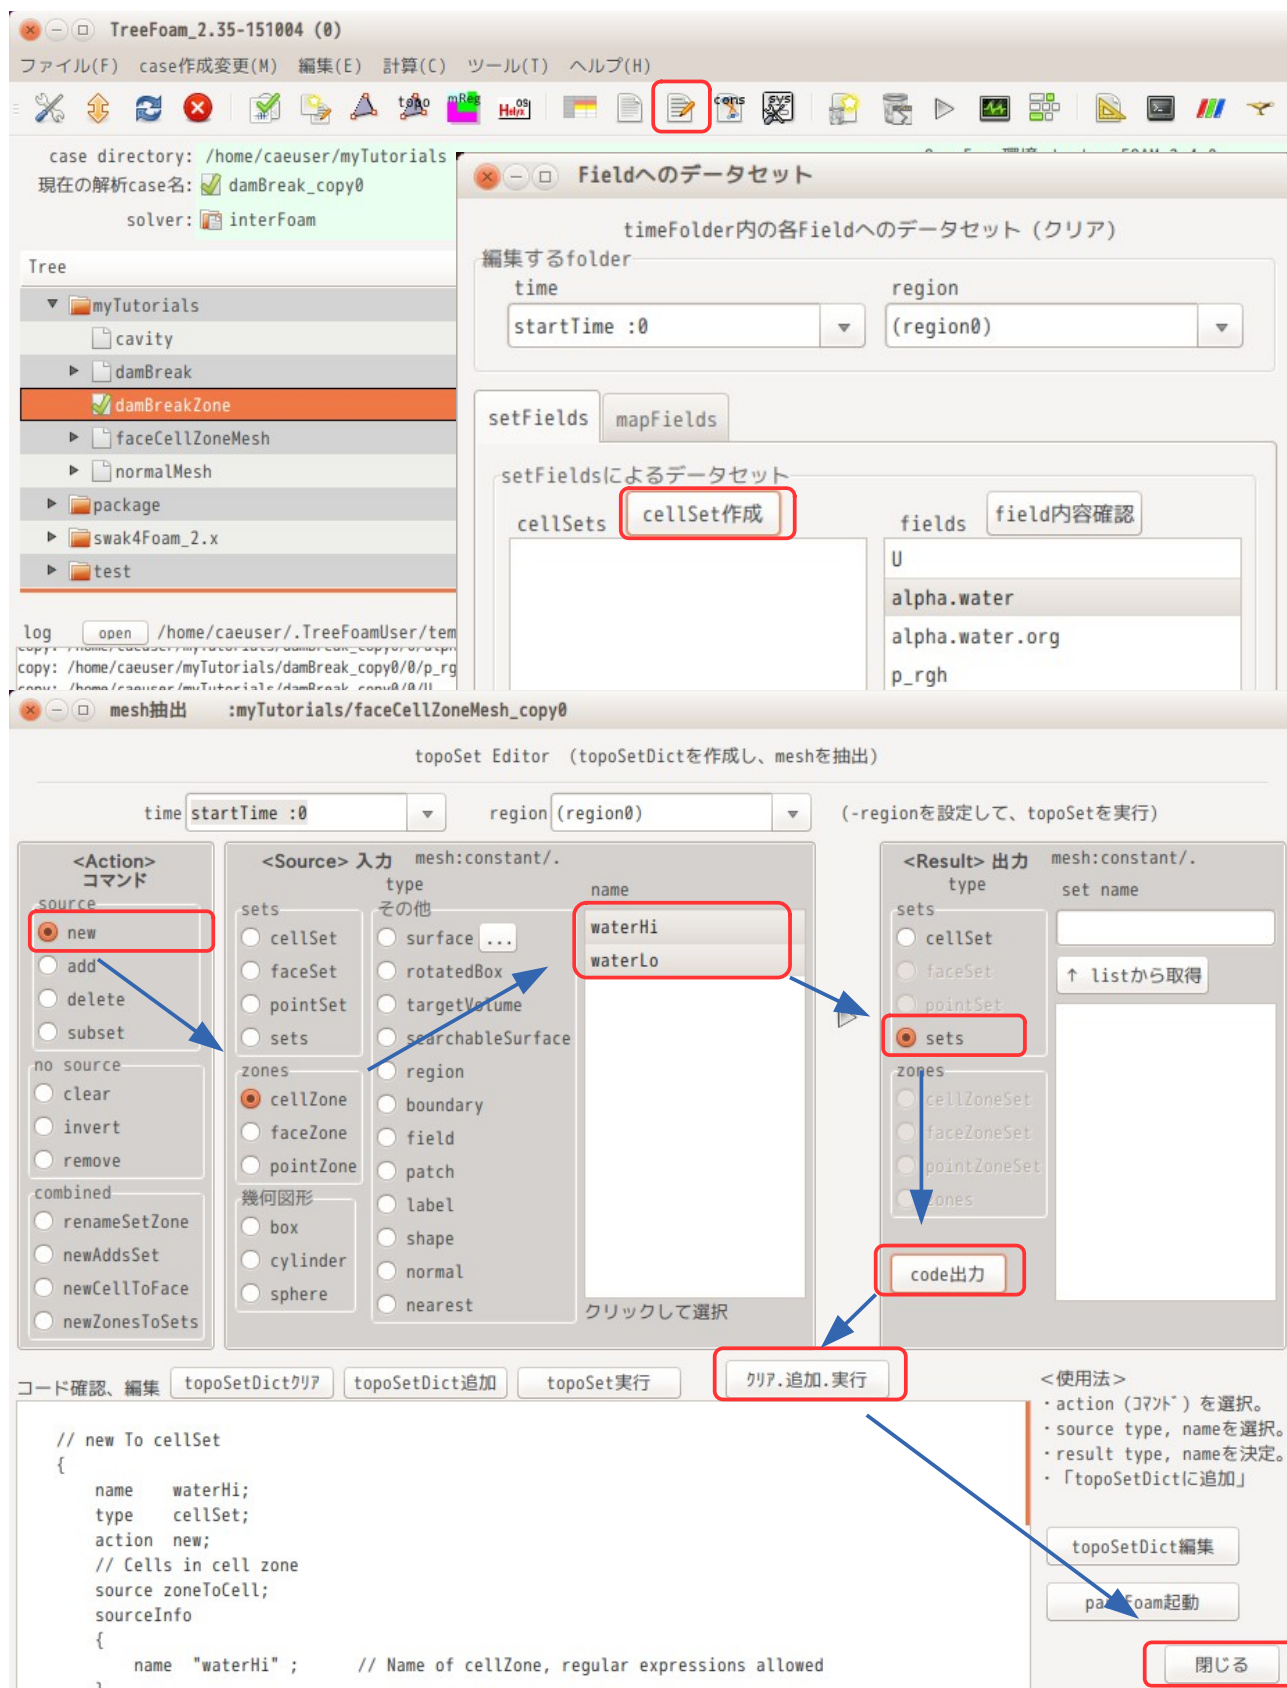 TreeFoam_2.35-151004 (0)
ファイル(F) case作成変更(M) 編集(E) 計算(C) ツール(T) ヘルプ(H)
topo mReg Helyx OS cons sys
case directory: /home/caeuser/myTutorials
現在の解析case名: damBreak_copy0
solver: interFoam
Tree
myTutorials
cavity
damBreak
damBreakZone
faceCellZoneMesh
normalMesh
package
swak4Foam_2.x
test
log open /home/caeuser/.TreeFoamUser/tem
copy: /home/caeuser/myTutorials/damBreak_copy0/0/p_rg
copy: /home/caeuser/myTutorials/damBreak_copy0/0/U
Fieldへのデータセット
timeFolder内の各Fieldへのデータセット (クリア)
編集するfolder
time region
startTime :0 (region0)
setFields mapFields
setFieldsによるデータセット
cellSets cellSet作成 fields field内容確認
U
alpha.water
alpha.water.org
p_rgh
mesh抽出 :myTutorials/faceCellZoneMesh_copy0
topoSet Editor (topoSetDictを作成し、meshを抽出)
time startTime :0 region (region0) (-regionを設定して、topoSetを実行)
<Action>
コマンド
source
new
add
delete
subset
no source
clear
invert
remove
combined
renameSetZone
newAddsSet
newCellToFace
newZonesToSets
<Source> 入力 mesh:constant/.
type
sets
cellSet
faceSet
pointSet
sets
zones
cellZone
faceZone
pointZone
幾何図形
box
cylinder
sphere
その他
surface ...
rotatedBox
targetVolume
searchableSurface
region
boundary
field
patch
label
shape
normal
nearest
name
waterHi
waterLo
クリックして選択
<Result> 出力 mesh:constant/.
type set name
sets
cellSet
faceSet
pointSet
sets
zones
cellZoneSet
faceZoneSet
pointZoneSet
zones
↑ listから取得
code出力
コード確認、編集 topoSetDictクリア topoSetDict追加 topoSet実行 クリア.追加.実行
// new To cellSet
{
name waterHi;
type cellSet;
action new;
// Cells in cell zone
source zoneToCell;
sourceInfo
{
name "waterHi" ; // Name of cellZone, regular expressions allowed
<使用法>
・action (コマンド) を選択。
・source type, nameを選択。
・result type, nameを決定。
・「topoSetDictに追加」
topoSetDict編集
paraFoam起動
閉じる